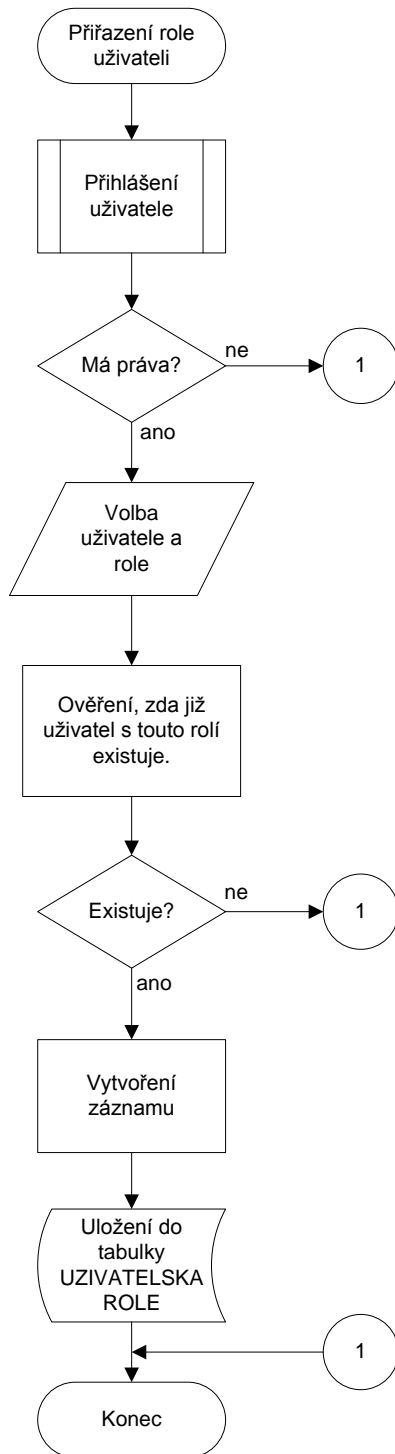 Přiřazení role
uživateli
Přihlášení
uživatele
Má práva?
ne
1
ano
Volba
uživatele a
role
Ověření, zda již
uživatel s touto rolí
existuje.
Existuje?
ne
1
ano
Vytvoření
záznamu
Uložení do
tabulky
UZIVATELSKA
ROLE
1
Konec